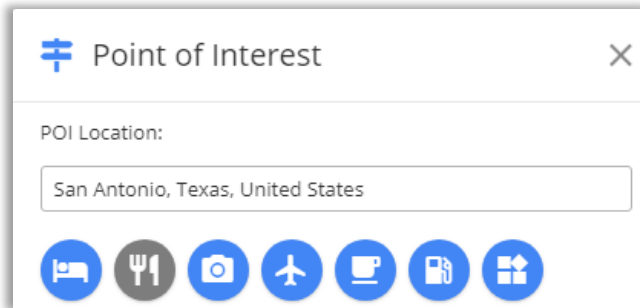 Point of Interest
POI Location:
San Antonio, Texas, United States